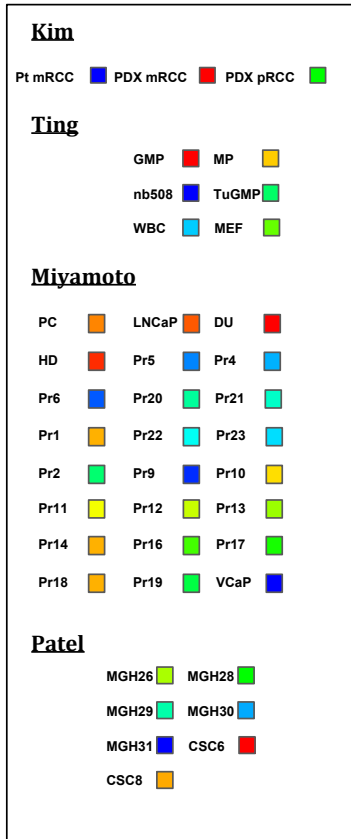 Kim
Pt mRCC PDX mRCC PDX pRCC
Ting
GMP MP
nb508 TuGMP
WBC MEF
Miyamoto
PC LNCaP DU
HD Pr5 Pr4
Pr6 Pr20 Pr21
Pr1 Pr22 Pr23
Pr2 Pr9 Pr10
Pr11 Pr12 Pr13
Pr14 Pr16 Pr17
Pr18 Pr19 VCaP
Patel
MGH26 MGH28
MGH29 MGH30
MGH31 CSC6
CSC8